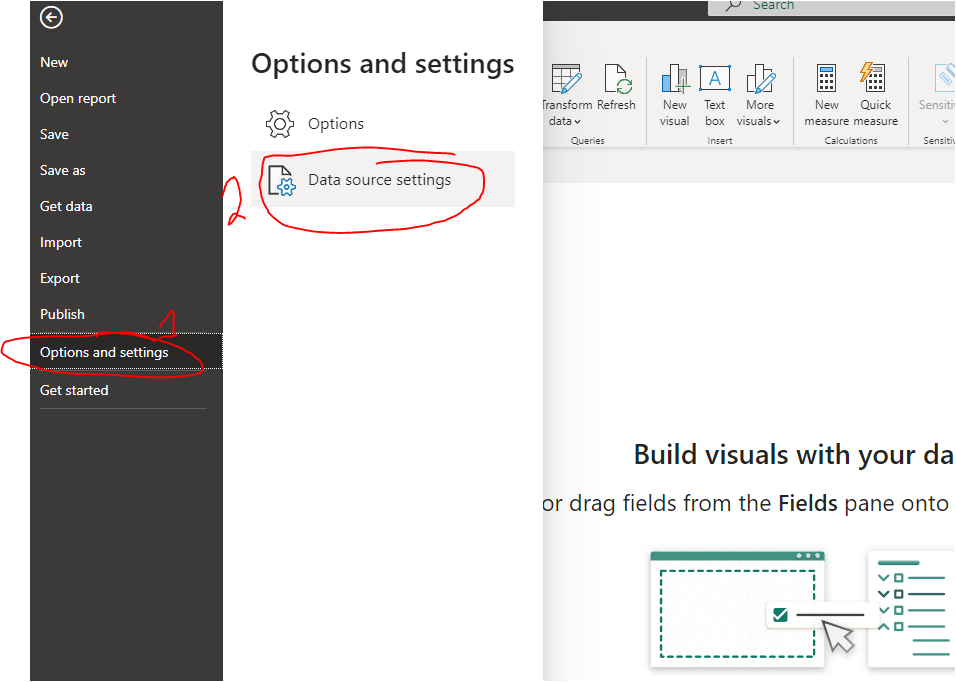 Search
New
Open report
Save
Save as
Get data
Import
Export
Publish
1
Options and settings
Get started
Options and settings
Options
2
Data source settings
Transform data
Refresh
Queries
New visual
Text box
More visuals
Insert
New measure
Quick measure
Calculations
Sensiti
Sensitiv
Build visuals with your da
or drag fields from the Fields pane onto